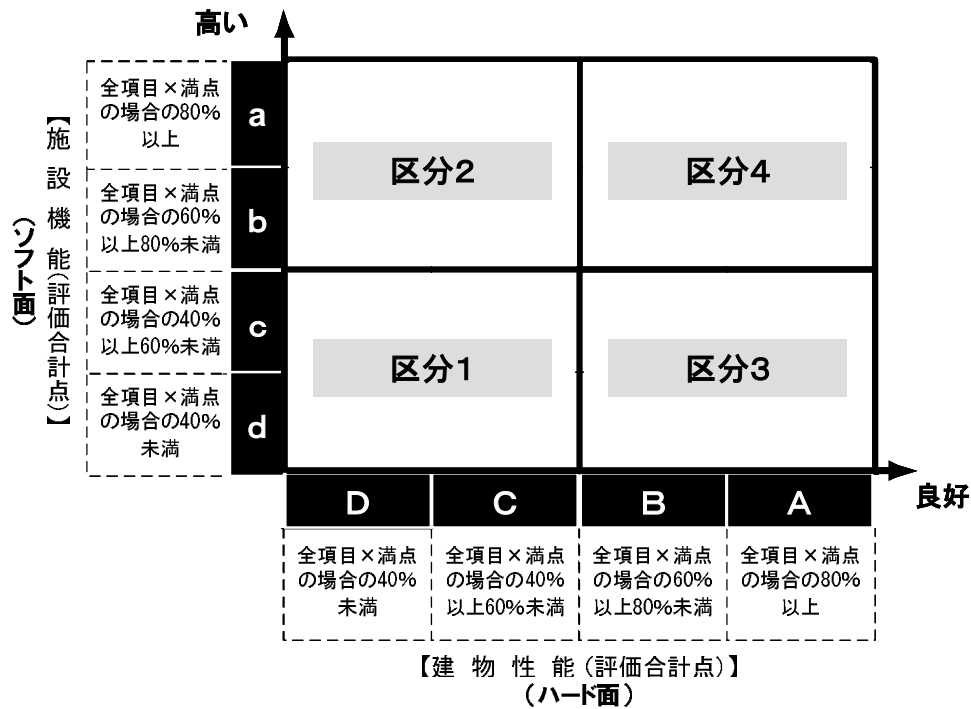 高い
【施設機能(評価合計点)】
(ソフト面)
全項目×満点
の場合の80%
以上
a
全項目×満点
の場合の60%
以上80%未満
b
全項目×満点
の場合の40%
以上60%未満
c
全項目×満点
の場合の40%
未満
d
区分2
区分4
区分1
区分3
良好
D
C
B
A
全項目×満点
の場合の40%
未満
全項目×満点
の場合の40%
以上60%未満
全項目×満点
の場合の60%
以上80%未満
全項目×満点
の場合の80%
以上
【建物性能(評価合計点)】
(ハード面)